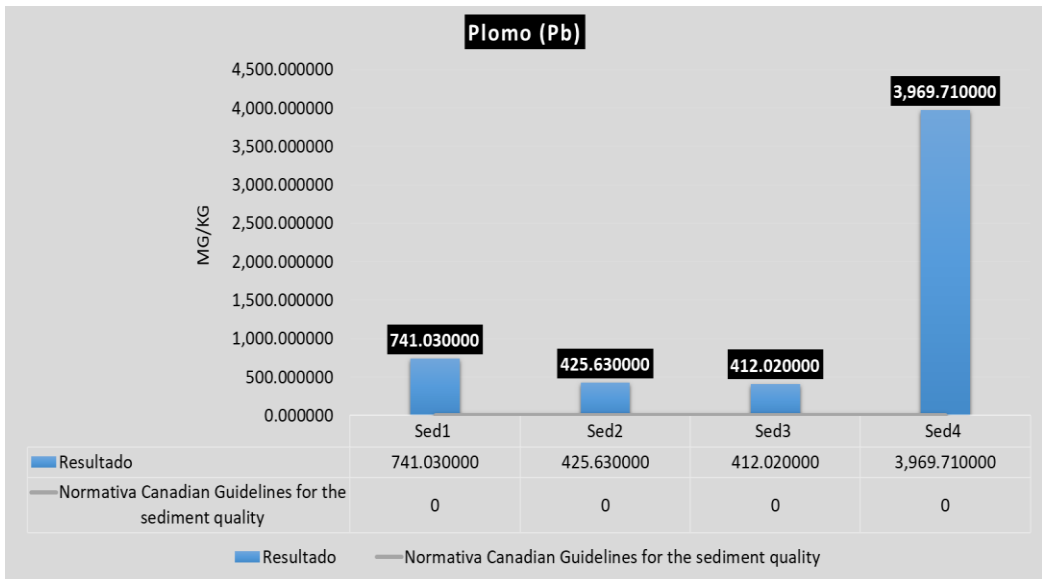 Plomo (Pb)
4,500.000000
4,000.000000
3,500.000000
3,000.000000
2,500.000000
2,000.000000
1,500.000000
1,000.000000
500.000000
0.000000
MG/KG
741.030000
425.630000
412.020000
3,969.710000
Sed1 Sed2 Sed3 Sed4
Resultado 741.030000 425.630000 412.020000 3,969.710000
Normativa Canadian Guidelines for the
sediment quality 0 0 0 0
Resultado Normativa Canadian Guidelines for the sediment quality